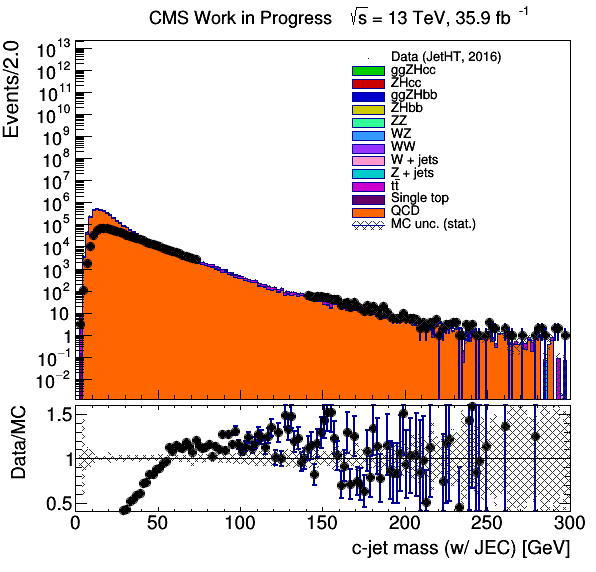 CMS Work in Progress √s = 13 TeV, 35.9 fb⁻¹
Events/2.0
10¹³
10¹²
10¹¹
10¹⁰
10⁹
10⁸
10⁷
10⁶
10⁵
10⁴
10³
10²
10
1
10⁻¹
10⁻²
Data (JetHT, 2016)
ggZHcc
ZHcc
ggZHbb
ZHbb
ZZ
WZ
WW
W + jets
Z + jets
tt̄
Single top
QCD
MC unc. (stat.)
Data/MC
1.5
1
0.5
0 50 100 150 200 250 300
c-jet mass (w/ JEC) [GeV]